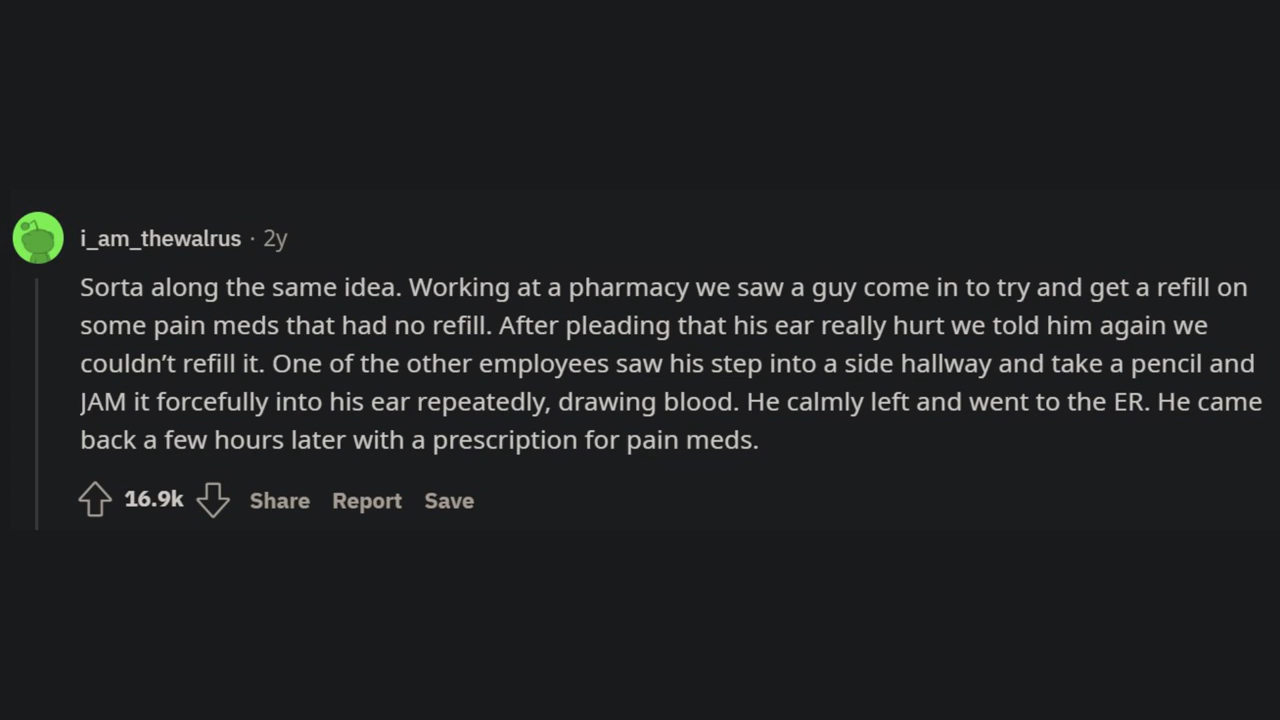 i_am_thewalrus · 2y
Sorta along the same idea. Working at a pharmacy we saw a guy come in to try and get a refill on
some pain meds that had no refill. After pleading that his ear really hurt we told him again we
couldn’t refill it. One of the other employees saw his step into a side hallway and take a pencil and
JAM it forcefully into his ear repeatedly, drawing blood. He calmly left and went to the ER. He came
back a few hours later with a prescription for pain meds.
16.9k Share Report Save